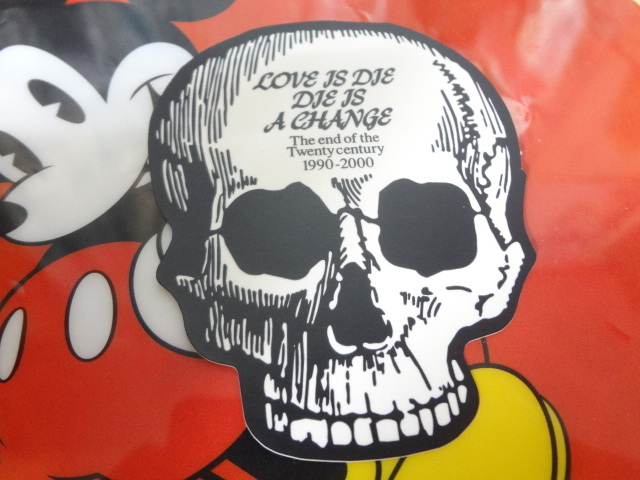 LOVE IS DIE
DIE IS
A CHANGE
The end of the
Twenty century
1990-2000